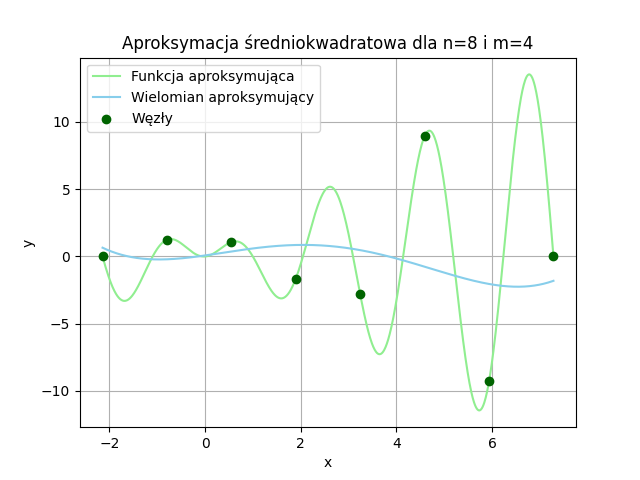 Aproksymacja średniokwadratowa dla n=8 i m=4
Funkcja aproksymująca
Wielomian aproksymujący
Węzły
10
5
0
−5
−10
y
−2
0
2
4
6
x